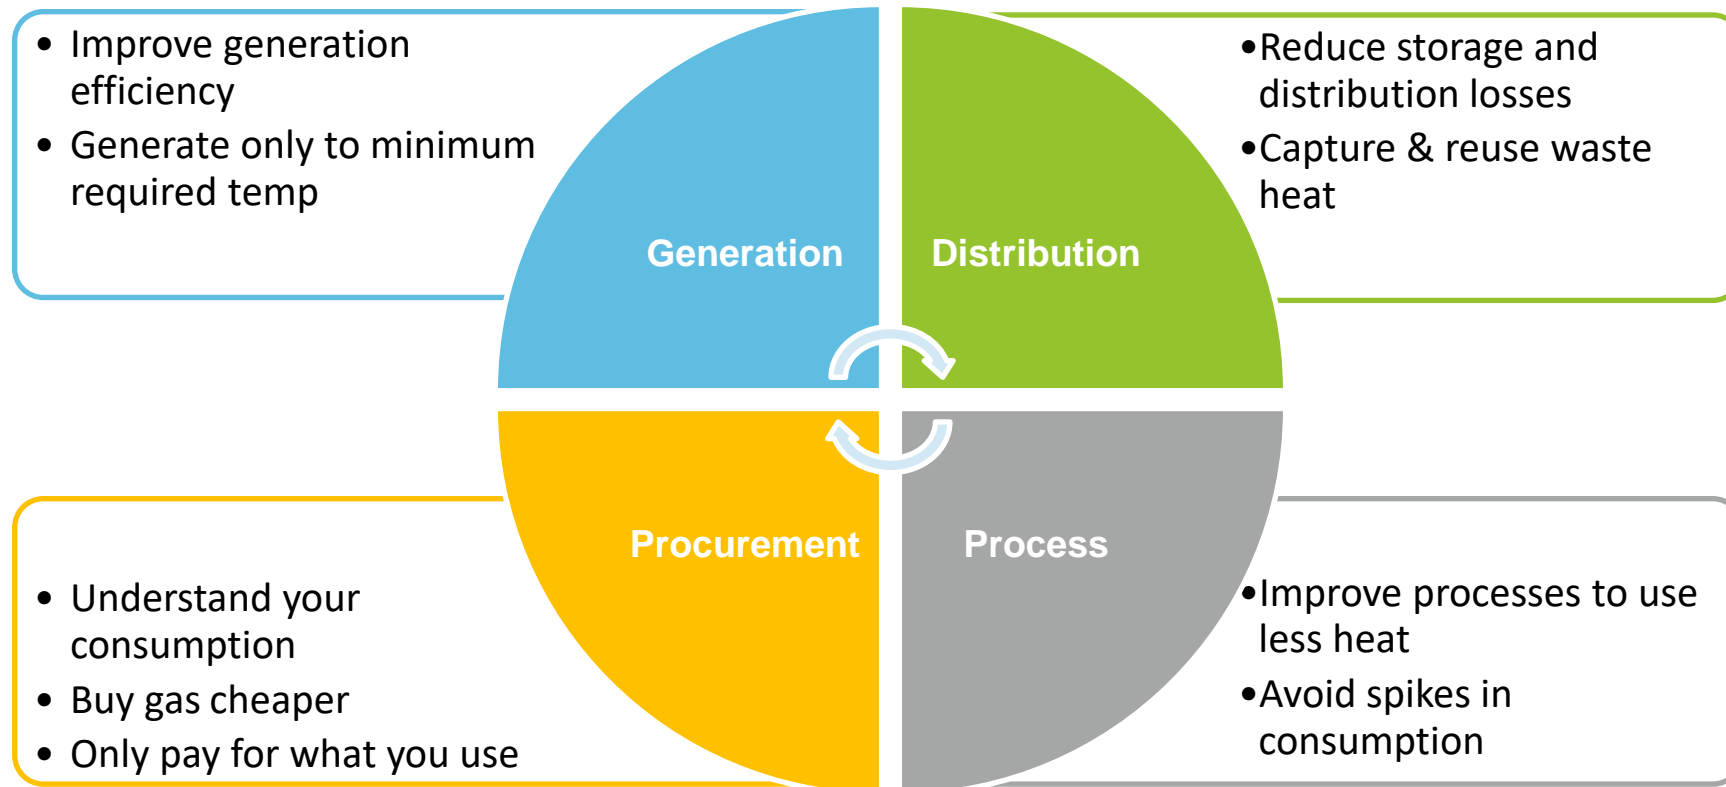 • Improve generation
efficiency
• Generate only to minimum
required temp
•Reduce storage and
distribution losses
•Capture & reuse waste
heat
Generation
Distribution
Procurement
Process
• Understand your
consumption
• Buy gas cheaper
• Only pay for what you use
•Improve processes to use
less heat
•Avoid spikes in
consumption